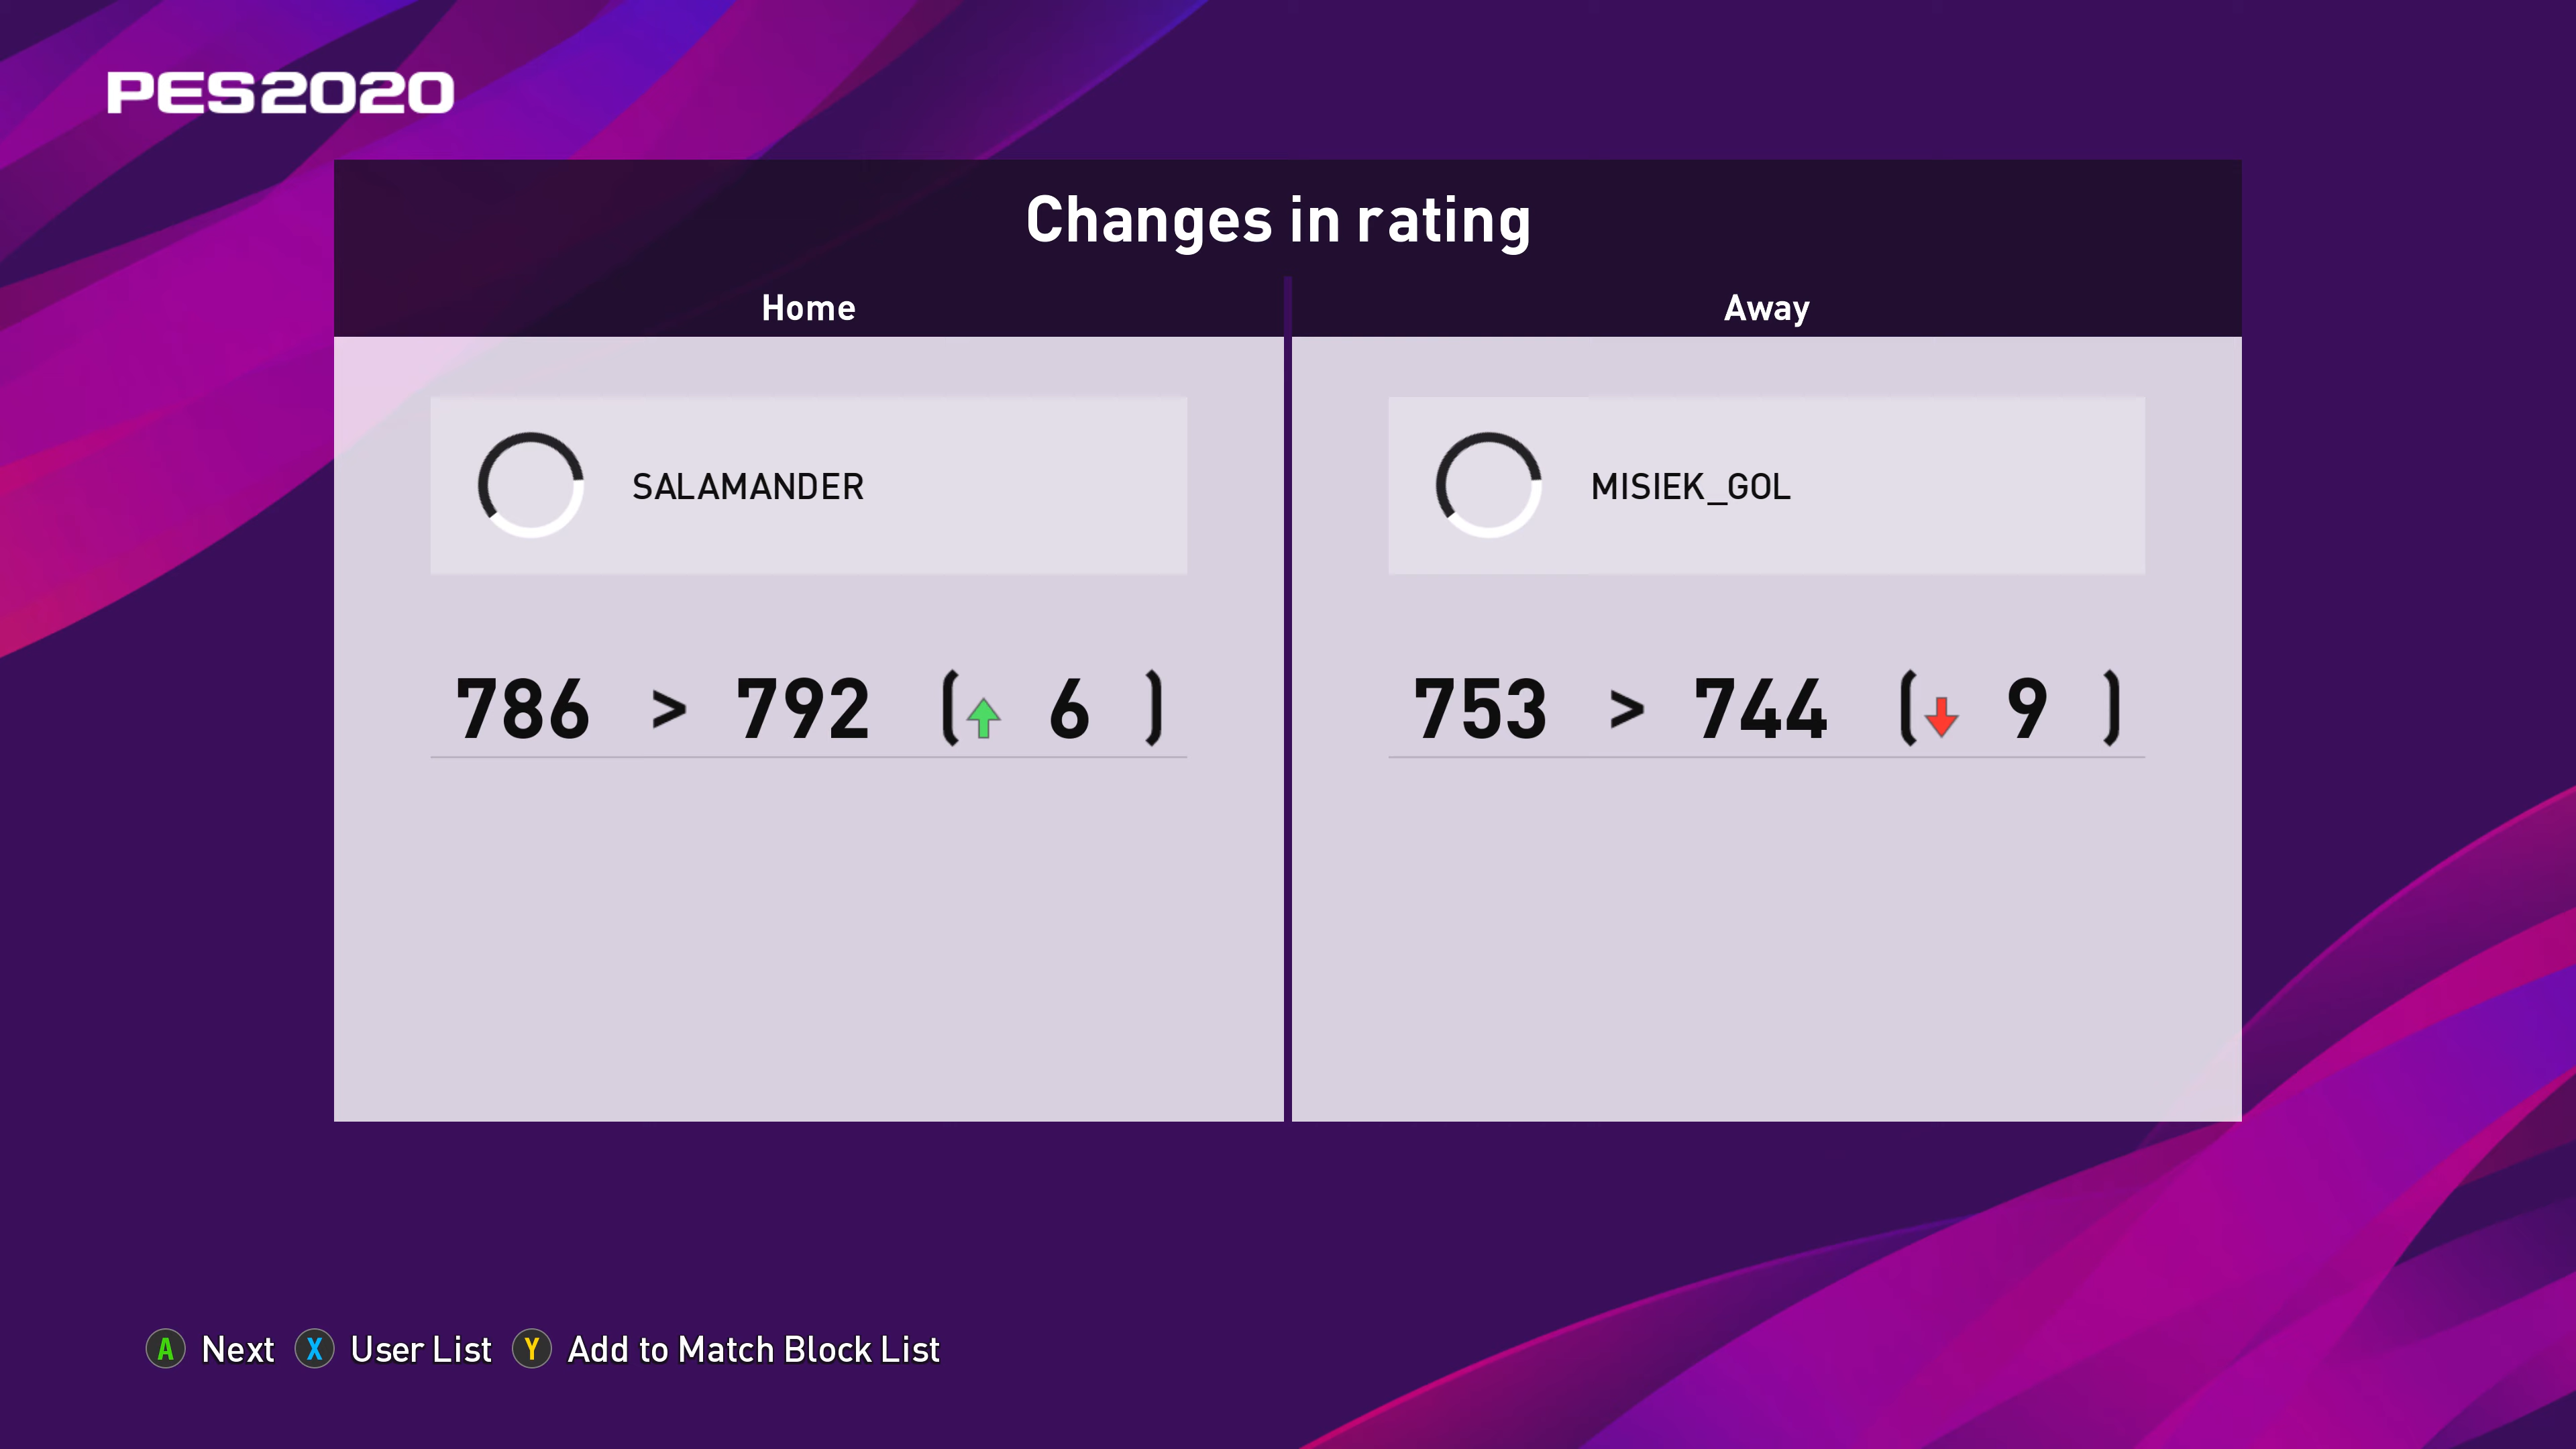 PES2020
Changes in rating
Home
Away
SALAMANDER
MISIEK_GOL
786 > 792 ( 6 )
753 > 744 ( 9 )
A Next X User List Y Add to Match Block List